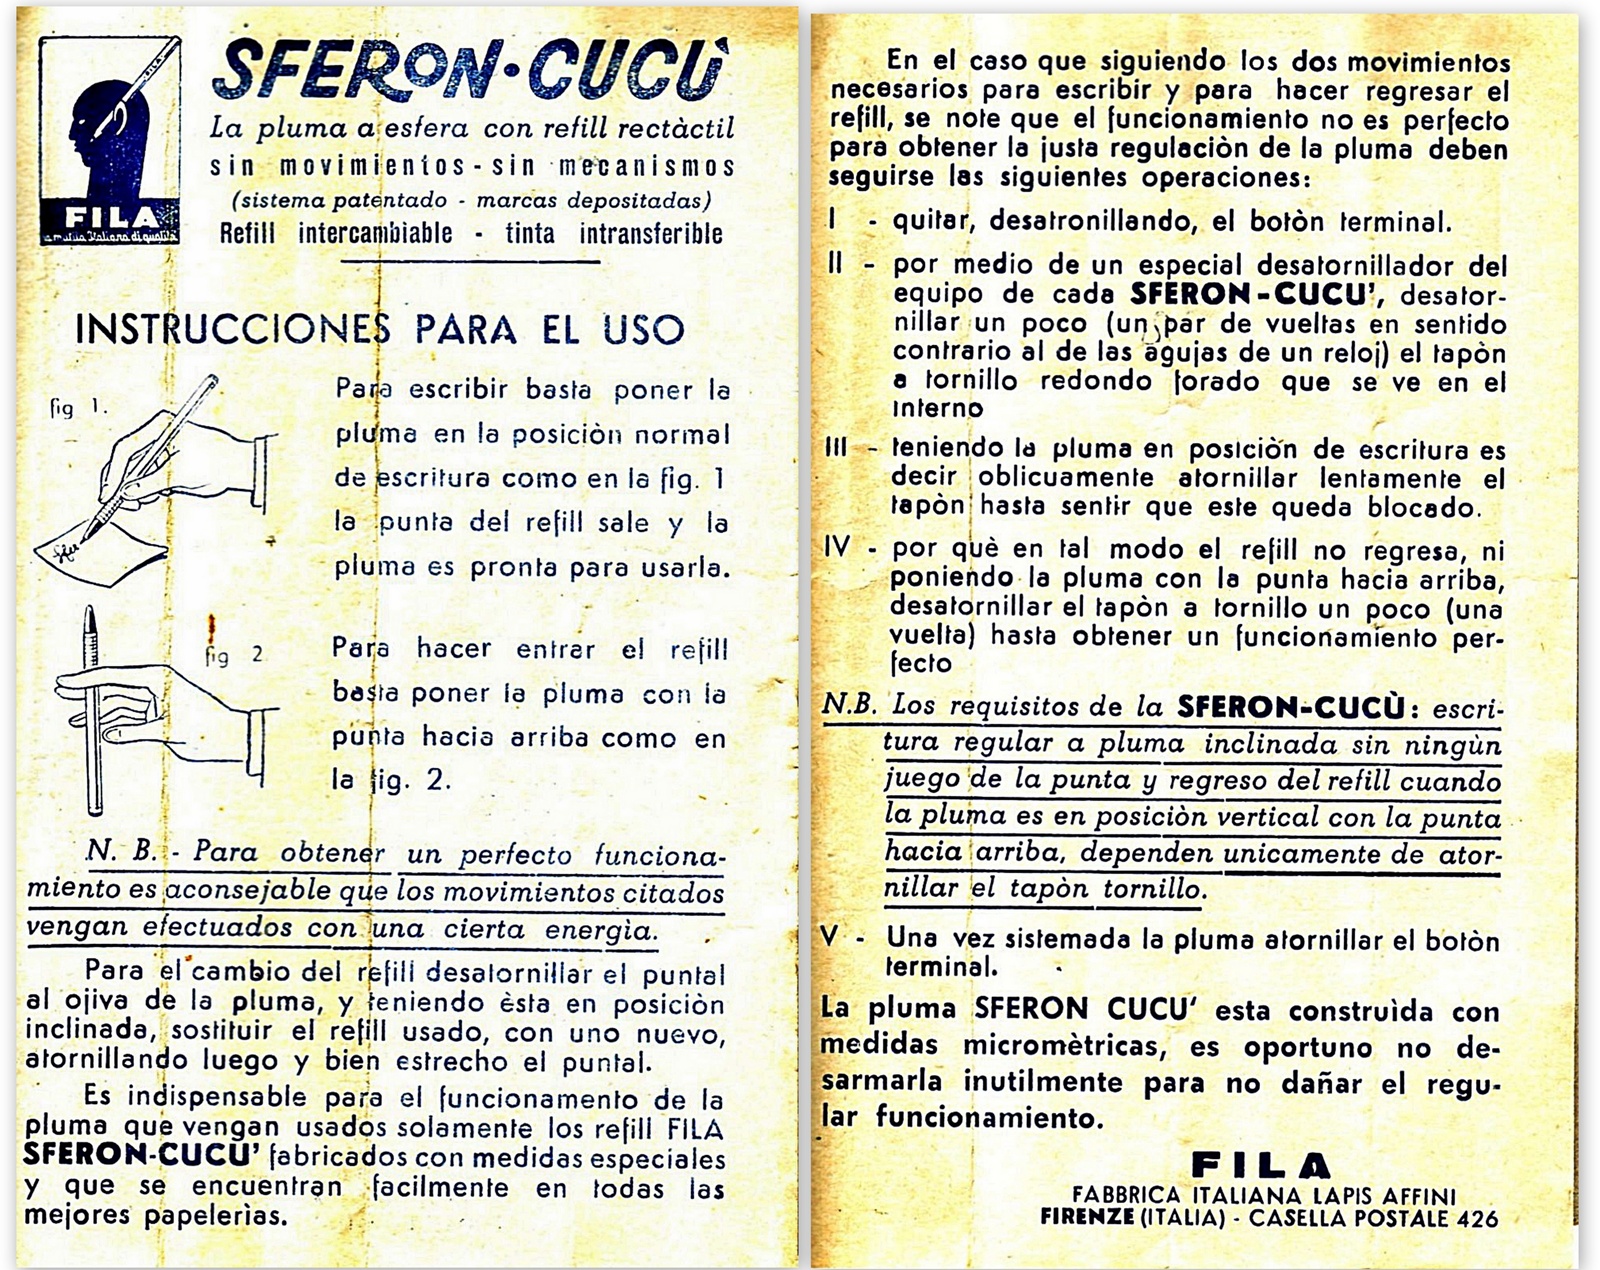 SFERON-CUCÙ
La pluma a esfera con refill rectàctil
sin movimientos - sin mecanismos
(sistema patentado - marcas depositadas)
Refill intercambiable - tinta intransferible
FILA
INSTRUCCIONES PARA EL USO
fig 1.
Para escribir basta poner la
pluma en la posiciòn normal
de escritura como en la fig. 1
la punta del refill sale y la
pluma es pronta para usarla.
fig 2
Para hacer entrar el refill
basta poner la pluma con la
punta hacia arriba como en
la fig. 2.
N. B. - Para obtener un perfecto funciona-
miento es aconsejable que los movimientos citados
vengan efectuados con una cierta energìa.
Para el cambio del refill desatornillar el puntal
al ojiva de la pluma, y teniendo èsta en posiciòn
inclinada, sostituir el refill usado, con uno nuevo,
atornillando luego y bien estrecho el puntal.
Es indispensable para el funcionamento de la
pluma que vengan usados solamente los refill FILA
SFERON-CUCU' fabricados con medidas especiales
y que se encuentran facilmente en todas las
mejores papelerìas.
En el caso que siguiendo los dos movimientos
necesarios para escribir y para hacer regresar el
refill, se note que el funcionamiento no es perfecto
para obtener la justa regulaciòn de la pluma deben
seguirse las siguientes operaciones:
I - quitar, desatronillando, el botòn terminal.
II - por medio de un especial desatornillador del
equipo de cada SFERON-CUCU', desator-
nillar un poco (un par de vueltas en sentido
contrario al de las agujas de un reloj) el tapòn
a tornillo redondo forado que se ve en el
interno
III - teniendo la pluma en posiciòn de escritura es
decir oblicuamente atornillar lentamente el
tapòn hasta sentir que este queda blocado.
IV - por què en tal modo el refill no regresa, ni
poniendo la pluma con la punta hacia arriba,
desatornillar el tapòn a tornillo un poco (una
vuelta) hasta obtener un funcionamiento per-
fecto
N.B. Los requisitos de la SFERON-CUCÙ: escri-
tura regular a pluma inclinada sin ningùn
juego de la punta y regreso del refill cuando
la pluma es en posiciòn vertical con la punta
hacia arriba, dependen unicamente de ator-
nillar el tapòn tornillo.
V - Una vez sistemada la pluma atornillar el botòn
terminal.
La pluma SFERON CUCU' esta construìda con
medidas micromètricas, es oportuno no de-
sarmarla inutilmente para no dañar el regu-
lar funcionamiento.
FILA
FABBRICA ITALIANA LAPIS AFFINI
FIRENZE (ITALIA) - CASELLA POSTALE 426